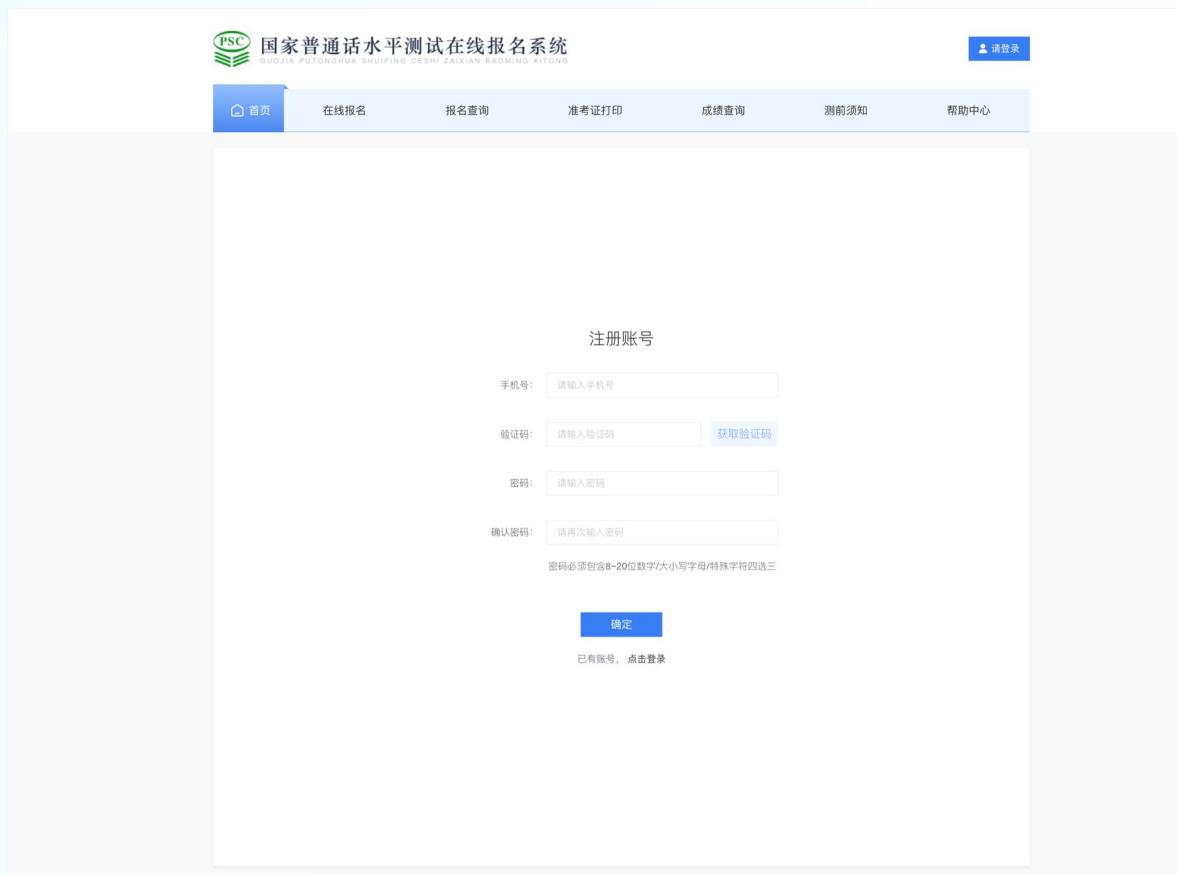 PSC
国家普通话水平测试在线报名系统
GUOJIA PUTONGHUA SHUIPING CESHI ZAIXIAN BAOMING XITONG
请登录
首页 在线报名 报名查询 准考证打印 成绩查询 测前须知 帮助中心
注册账号
手机号: 请输入手机号
验证码: 请输入验证码 获取验证码
密码: 请输入密码
确认密码: 请再次输入密码
密码必须包含8~20位数字/大小写字母/特殊字符四选三
确定
已有账号， 点击登录